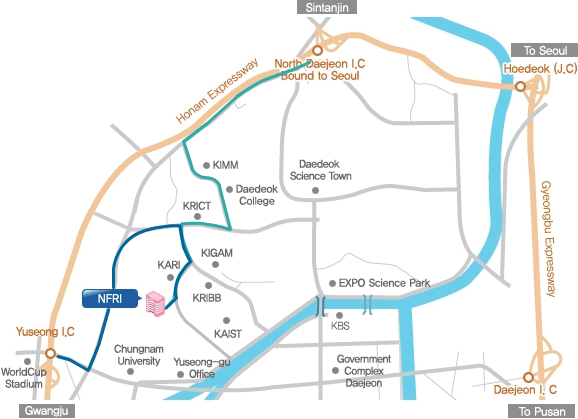 Sintanjin
To Seoul
North Daejeon I,C
Bound to Seoul
Hoedeok (J,C)
Honam Expressway
KIMM
Daedeok
Science Town
Daedeok
College
KRICT
Gyeongbu Expressway
KIGAM
KARI
EXPO Science Park
KRIBB
NFRI
KBS
KAIST
Yuseong I,C
Chungnam
University
Yuseong-gu
Office
Government
Complex
Daejeon
WorldCup
Stadium
Daejeon I, C
Gwangju
To Pusan